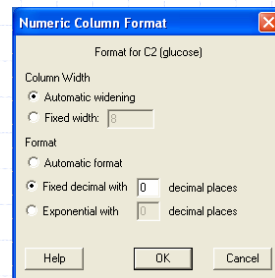 Numeric Column Format
Format for C2 (glucose)
Column Width
Automatic widening
Fixed width: 8
Format
Automatic format
Fixed decimal with 0 decimal places
Exponential with 0 decimal places
Help OK Cancel